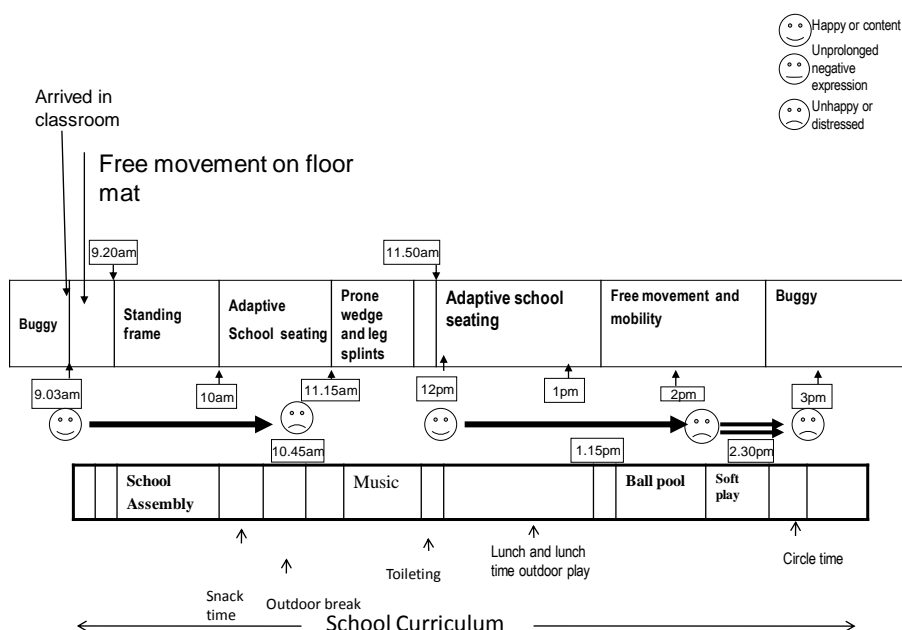 Happy or content
Unprolonged
negative
expression
Unhappy or
distressed
Arrived in
classroom
Free movement on floor
mat
9.20am
11.50am
Buggy
Standing
frame
Adaptive
School seating
Prone
wedge
and leg
splints
Adaptive school
seating
Free movement and
mobility
Buggy
9.03am
10am
11.15am
12pm
1pm
2pm
3pm
10.45am
1.15pm
2.30pm
School
Assembly
Music
Ball pool
Soft
play
Snack
time
Outdoor break
Toileting
Lunch and lunch
time outdoor play
Circle time
School Curriculum